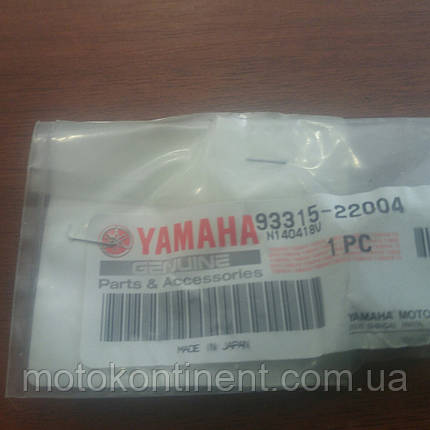 YAMAHA 93315-22004
N140418V
GENUINE
Parts & Accessories
1 PC
YAMAHA MOTO
MADE IN JAPAN
motokontinent.com.ua